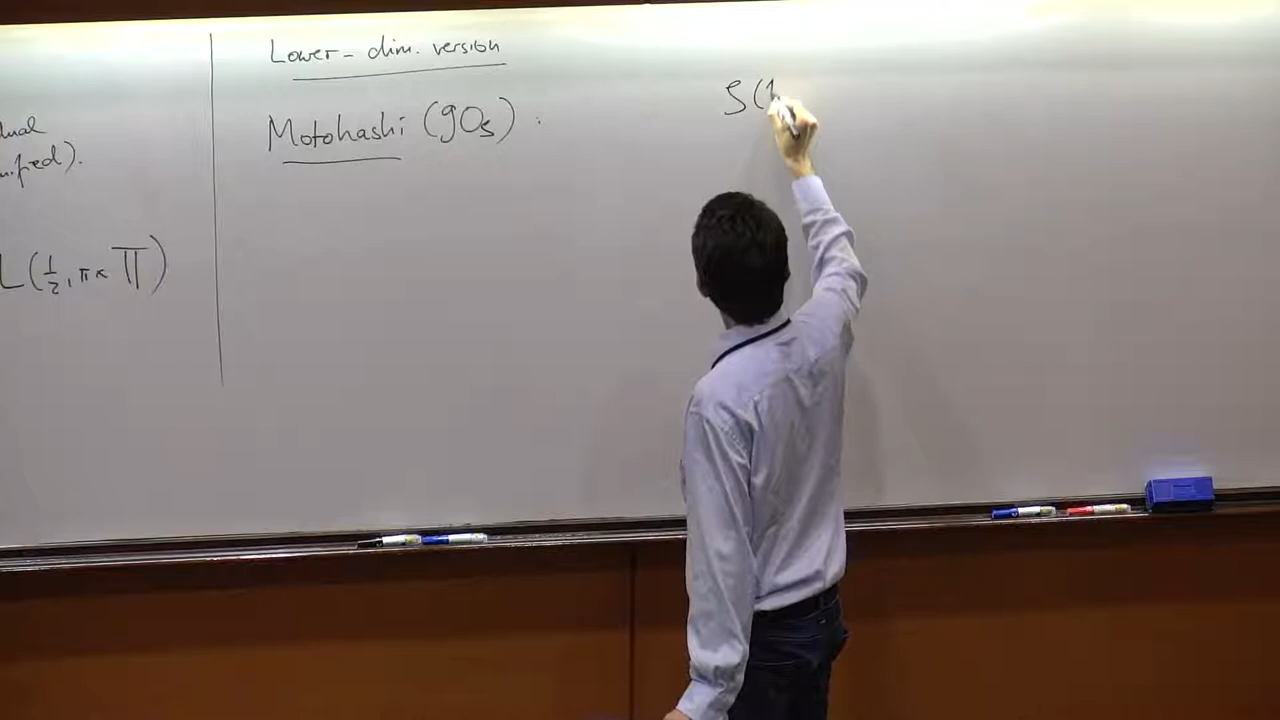 Lower-dim. version
Motohashi (90s) :
ζ(1
L(1/2, π × Π)